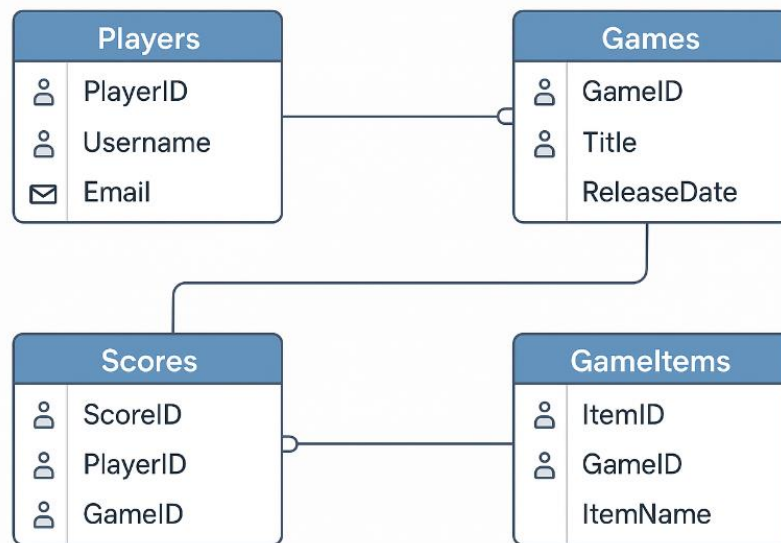 Players
PlayerID
Username
Email
Games
GameID
Title
ReleaseDate
Scores
ScoreID
PlayerID
GameID
GameItems
ItemID
GameID
ItemName